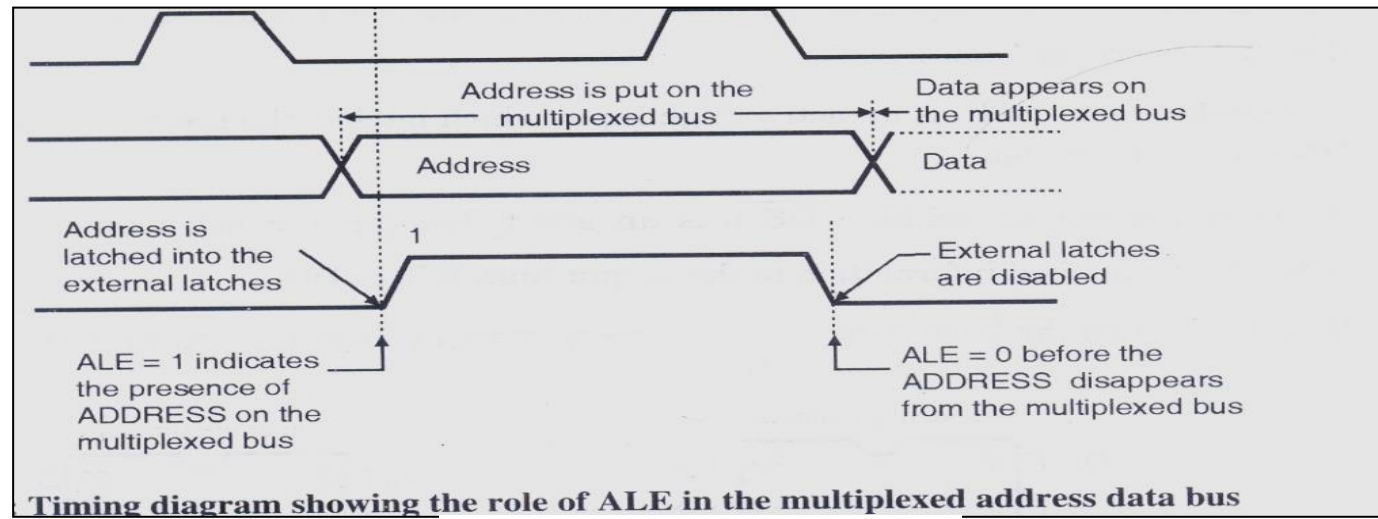 Address is put on the
multiplexed bus
Data appears on
the multiplexed bus
Address
Data
Address is
latched into the
external latches
1
External latches
are disabled
ALE = 1 indicates
the presence of
ADDRESS on the
multiplexed bus
ALE = 0 before the
ADDRESS disappears
from the multiplexed bus
: Timing diagram showing the role of ALE in the multiplexed address data bus